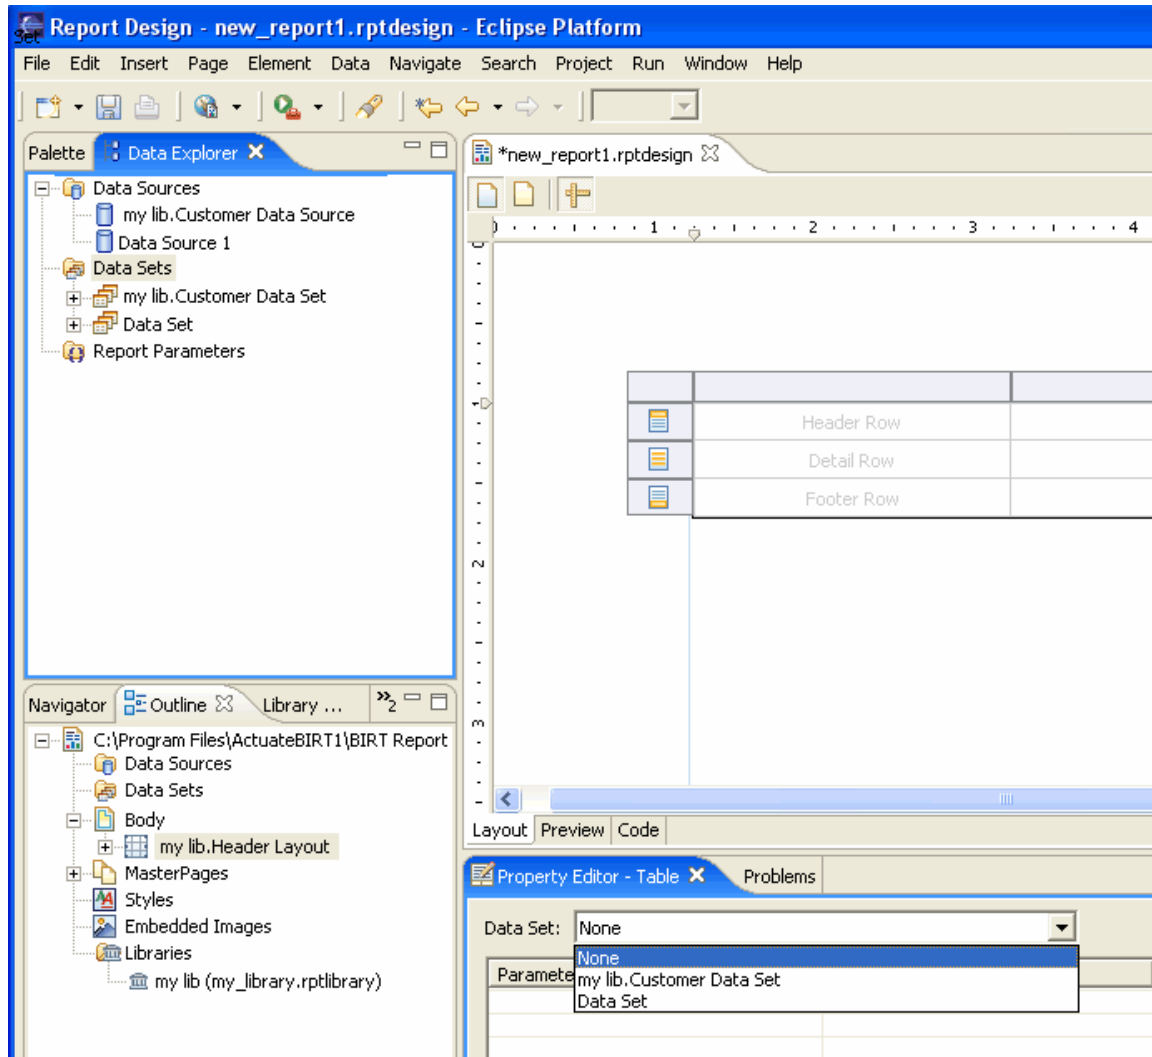 Report Design - new_report1.rptdesign - Eclipse Platform
Set
File Edit Insert Page Element Data Navigate Search Project Run Window Help
Palette Data Explorer
Data Sources
my lib.Customer Data Source
Data Source 1
Data Sets
my lib.Customer Data Set
Data Set
Report Parameters
*new_report1.rptdesign
0 1 2 3 4
0
1
2
3
Header Row
Detail Row
Footer Row
Layout Preview Code
Navigator Outline Library ... »2
C:\Program Files\ActuateBIRT1\BIRT Report
Data Sources
Data Sets
Body
my lib.Header Layout
MasterPages
Styles
Embedded Images
Libraries
my lib (my_library.rptlibrary)
Property Editor - Table Problems
Data Set: None
None
my lib.Customer Data Set
Data Set
Paramete